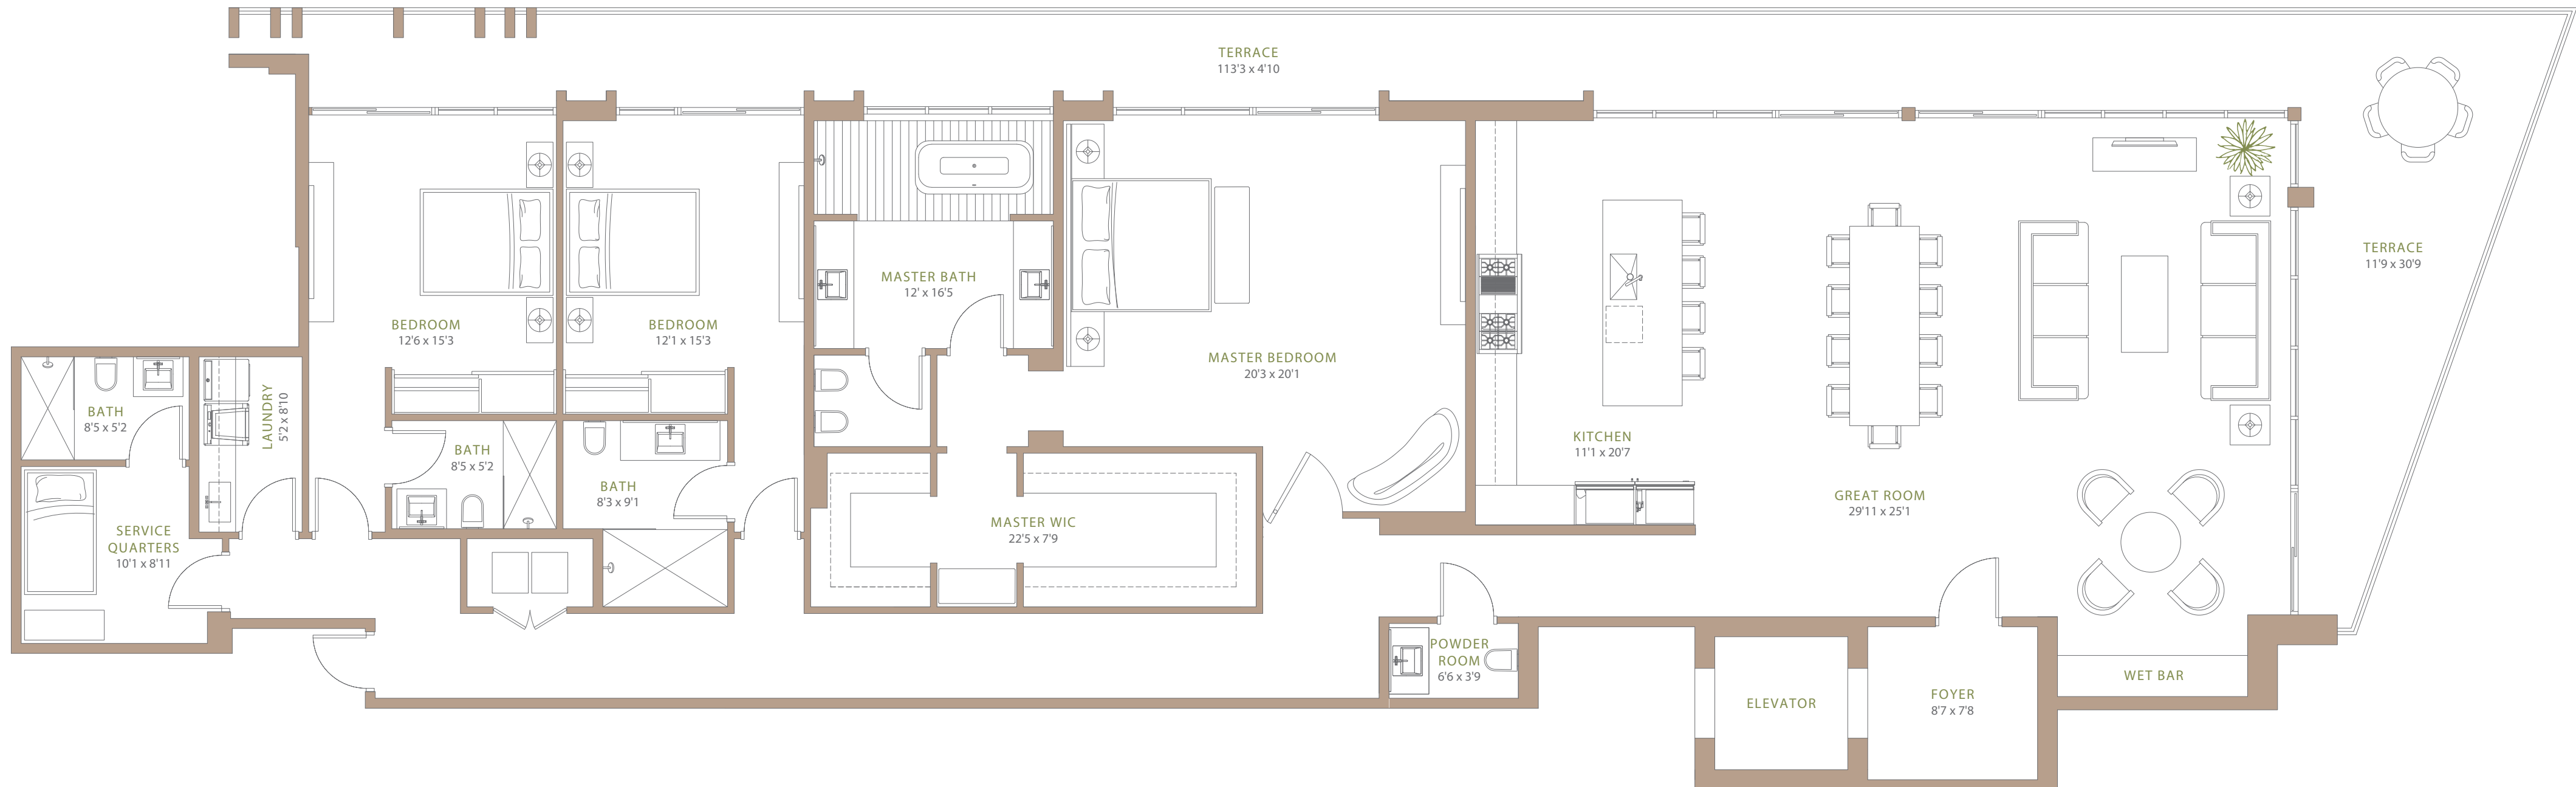 TERRACE
113'3 x 4'10
TERRACE
11'9 x 30'9
MASTER BATH
12' x 16'5
BEDROOM
12'6 x 15'3
BEDROOM
12'1 x 15'3
MASTER BEDROOM
20'3 x 20'1
BATH
8'5 x 5'2
LAUNDRY
5'2 x 8'10
BATH
8'5 x 5'2
BATH
8'3 x 9'1
KITCHEN
11'1 x 20'7
GREAT ROOM
29'11 x 25'1
SERVICE
QUARTERS
10'1 x 8'11
MASTER WIC
22'5 x 7'9
POWDER
ROOM
6'6 x 3'9
ELEVATOR
FOYER
8'7 x 7'8
WET BAR